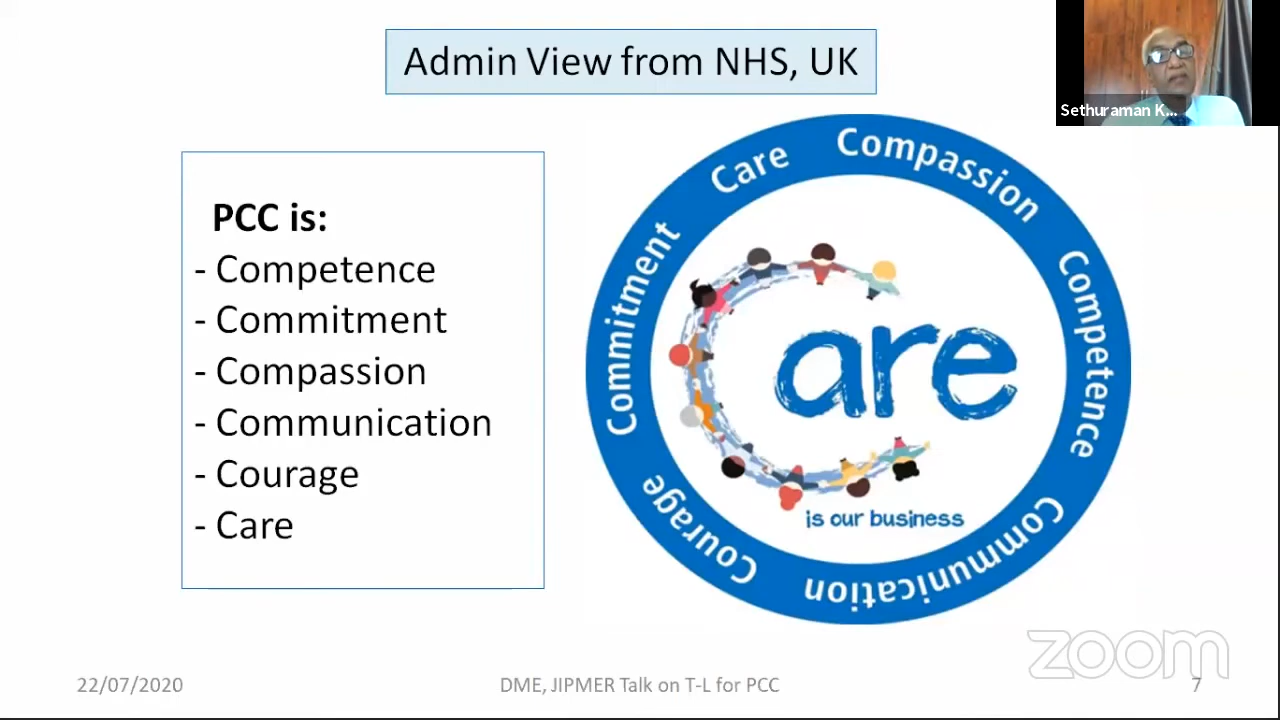 Admin View from NHS, UK
Sethuraman K...
PCC is:
- Competence
- Commitment
- Compassion
- Communication
- Courage
- Care
Care
Compassion
Competence
Communication
Courage
Commitment
are
is our business
zoom
22/07/2020
DME, JIPMER Talk on T-L for PCC
7